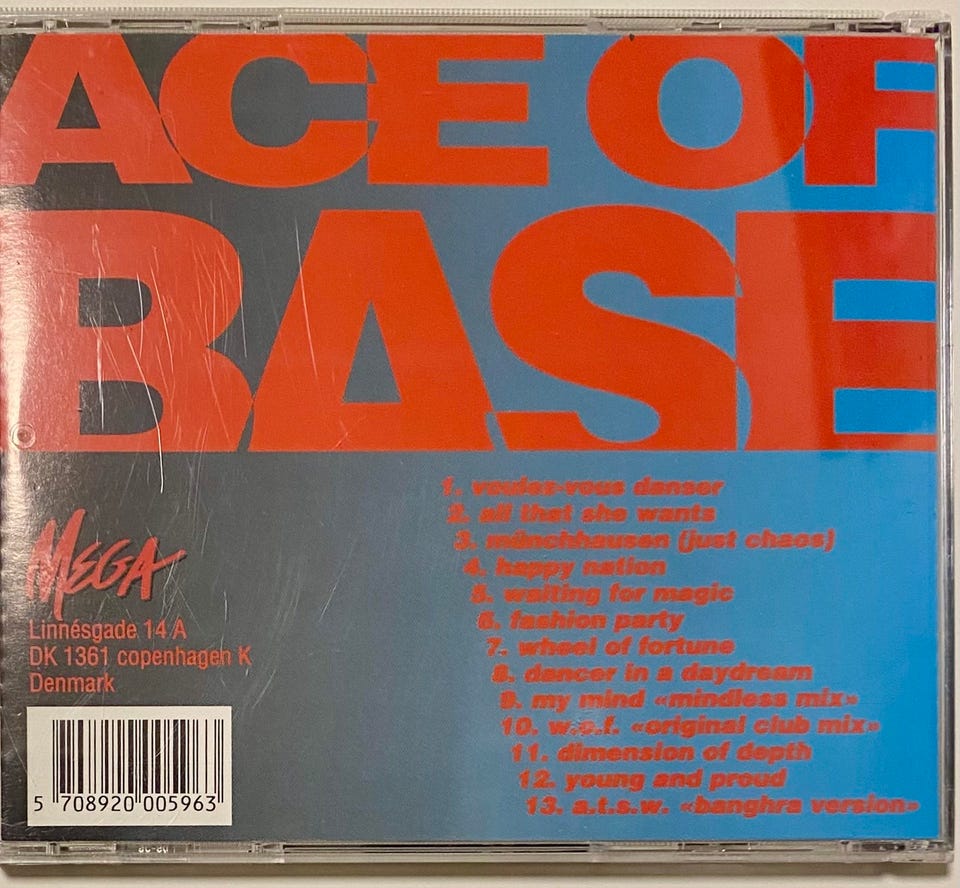 ACE OF
BASE
1. voulez-vous danser
2. all that she wants
3. münchhausen (just chaos)
4. happy nation
5. waiting for magic
6. fashion party
7. wheel of fortune
8. dancer in a daydream
9. my mind «mindless mix»
10. w.o.f. «original club mix»
11. dimension of depth
12. young and proud
13. a.t.s.w. «banghra version»
MEGA
Linnésgade 14 A
DK 1361 copenhagen K
Denmark
5 708920 005963